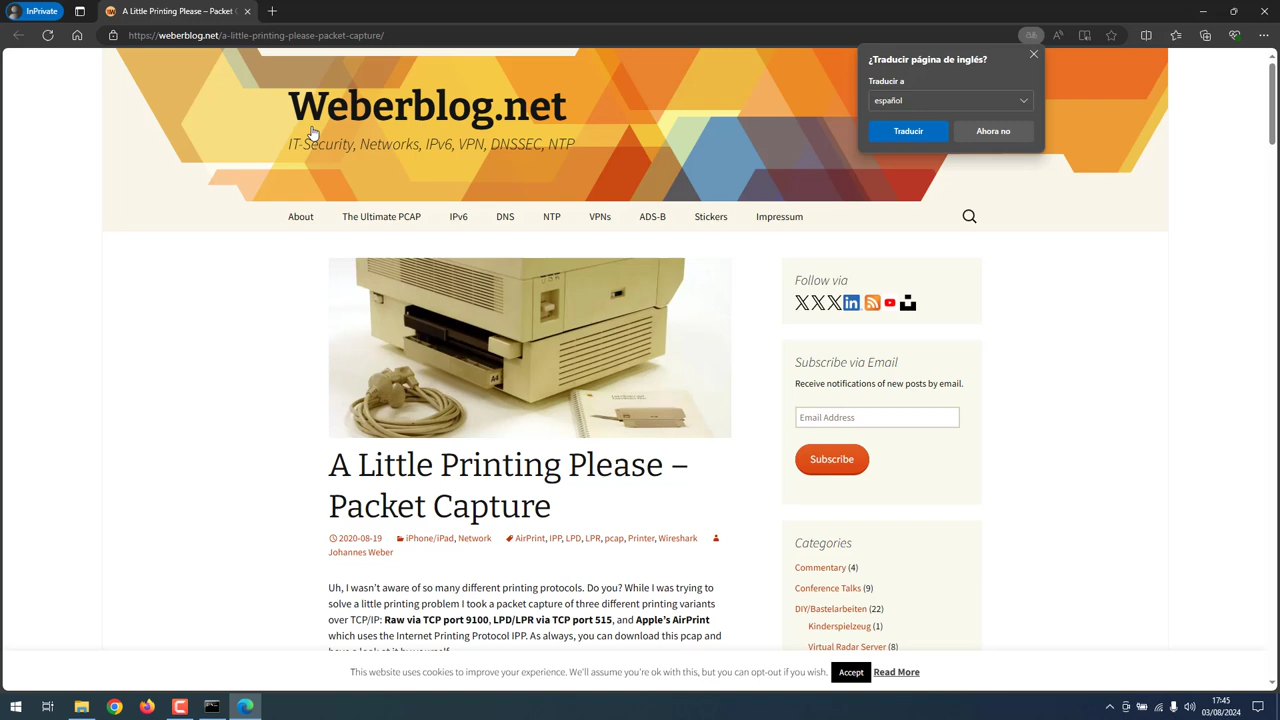 InPrivate
A Little Printing Please – Packet C
https://weberblog.net/a-little-printing-please/
¿Traducir página de inglés?
Traducir a
español
Traducir
Ahora no
Weberblog.net
IT-Security, Networks, IPv6, VPN, DNSSEC, NTP
About The Ultimate PCAP IPv6 DNS NTP VPNs ADS-B Stickers Impressum
A4
A Little Printing Please –
Packet Capture
2020-08-19 iPhone/iPad, Network AirPrint, IPP, LPD, LPR, pcap, Printer, Wireshark
Johannes Weber
Uh, I wasn’t aware of so many different printing protocols. Do you? While I was trying to
solve a little printing problem I took a packet capture of three different printing variants
over TCP/IP: Raw via TCP port 9100, LPD/LPR via TCP port 515, and Apple’s AirPrint
which uses the Internet Printing Protocol IPP. As always, you can download this pcap and
Follow via
Subscribe via Email
Receive notifications of new posts by email.
Email Address
Subscribe
Categories
Commentary (4)
Conference Talks (9)
DIY/Bastelarbeiten (22)
Kinderspielzeug (1)
Virtual Radar Server (8)
This website uses cookies to improve your experience. We'll assume you're ok with this, but you can opt-out if you wish. Accept Read More
17:45
03/08/2024